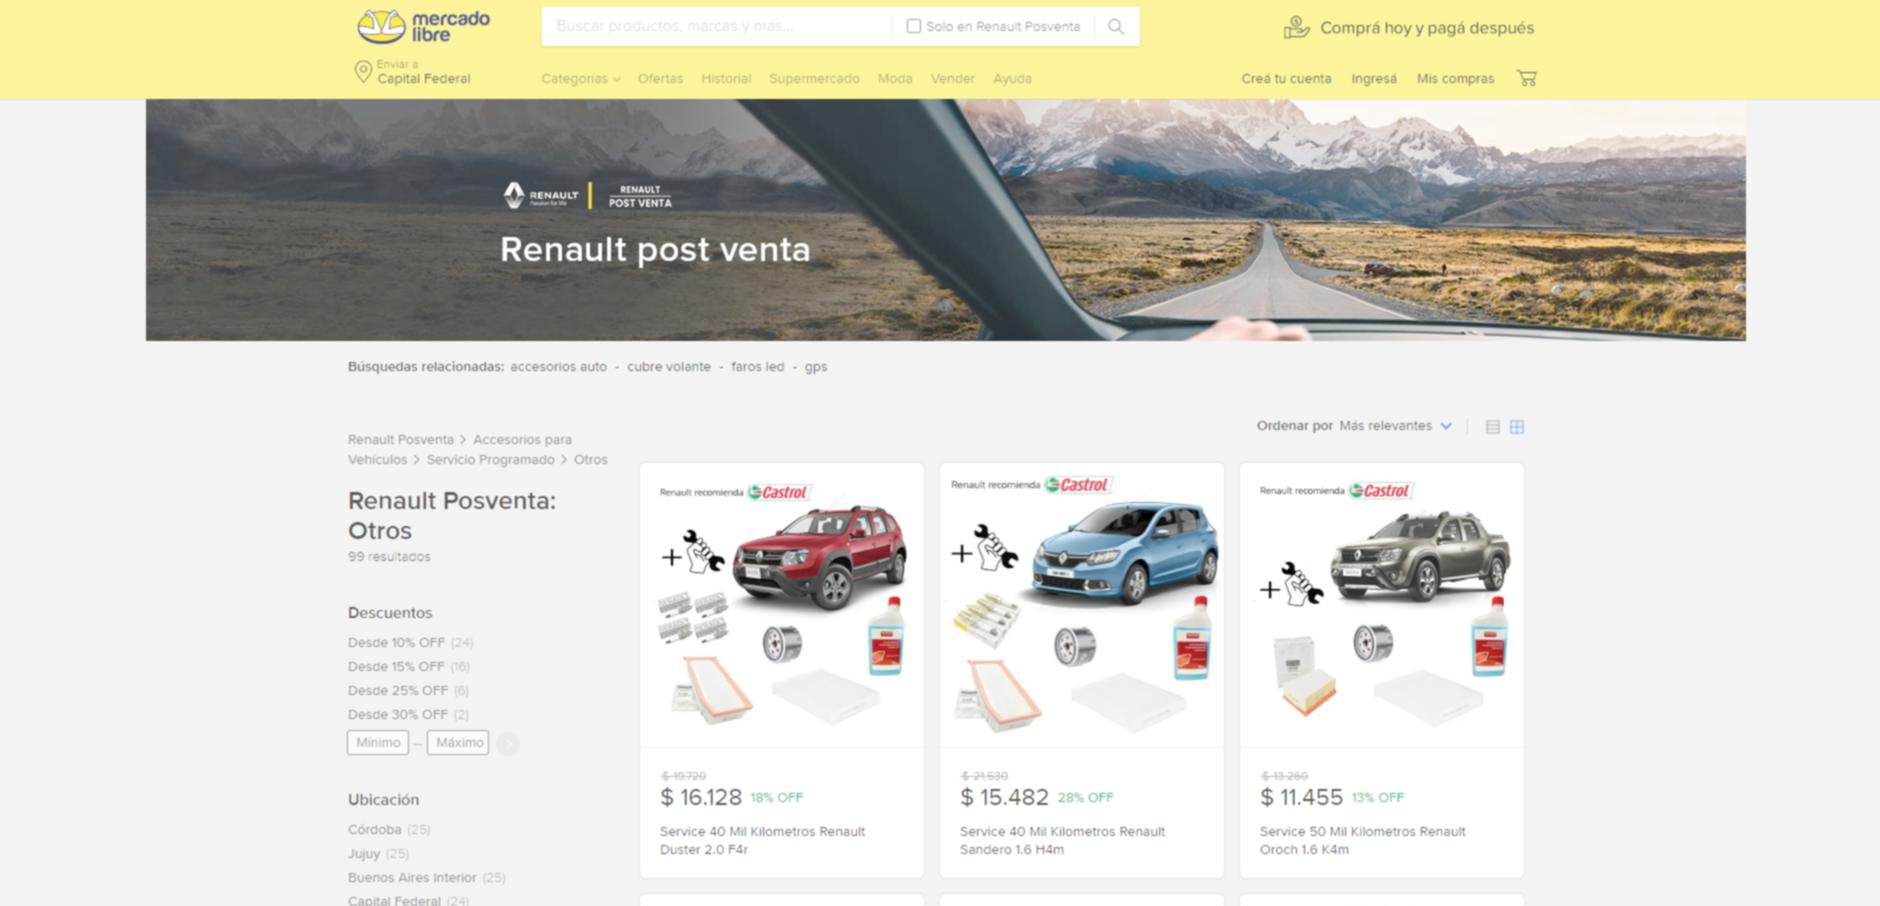 mercado
libre
Buscar productos, marcas y más...
Solo en Renault Posventa
Comprá hoy y pagá después
Enviar a
Capital Federal
Categorías Ofertas Historial Supermercado Moda Vender Ayuda
Creá tu cuenta Ingresá Mis compras
RENAULT
Passion for life
RENAULT
POST VENTA
Renault post venta
Búsquedas relacionadas: accesorios auto - cubre volante - faros led - gps
Ordenar por Más relevantes
Renault Posventa > Accesorios para
Vehículos > Servicio Programado > Otros
Renault Posventa:
Otros
99 resultados
Descuentos
Desde 10% OFF (24)
Desde 15% OFF (16)
Desde 25% OFF (6)
Desde 30% OFF (2)
Mínimo – Máximo
Ubicación
Córdoba (25)
Jujuy (25)
Buenos Aires Interior (25)
Capital Federal (24)
Renault recomienda Castrol
+
$ 19.720
$ 16.128 18% OFF
Service 40 Mil Kilometros Renault
Duster 2.0 F4r
Renault recomienda Castrol
+
$ 21.530
$ 15.482 28% OFF
Service 40 Mil Kilometros Renault
Sandero 1.6 H4m
Renault recomienda Castrol
+
$ 13.260
$ 11.455 13% OFF
Service 50 Mil Kilometros Renault
Oroch 1.6 K4m